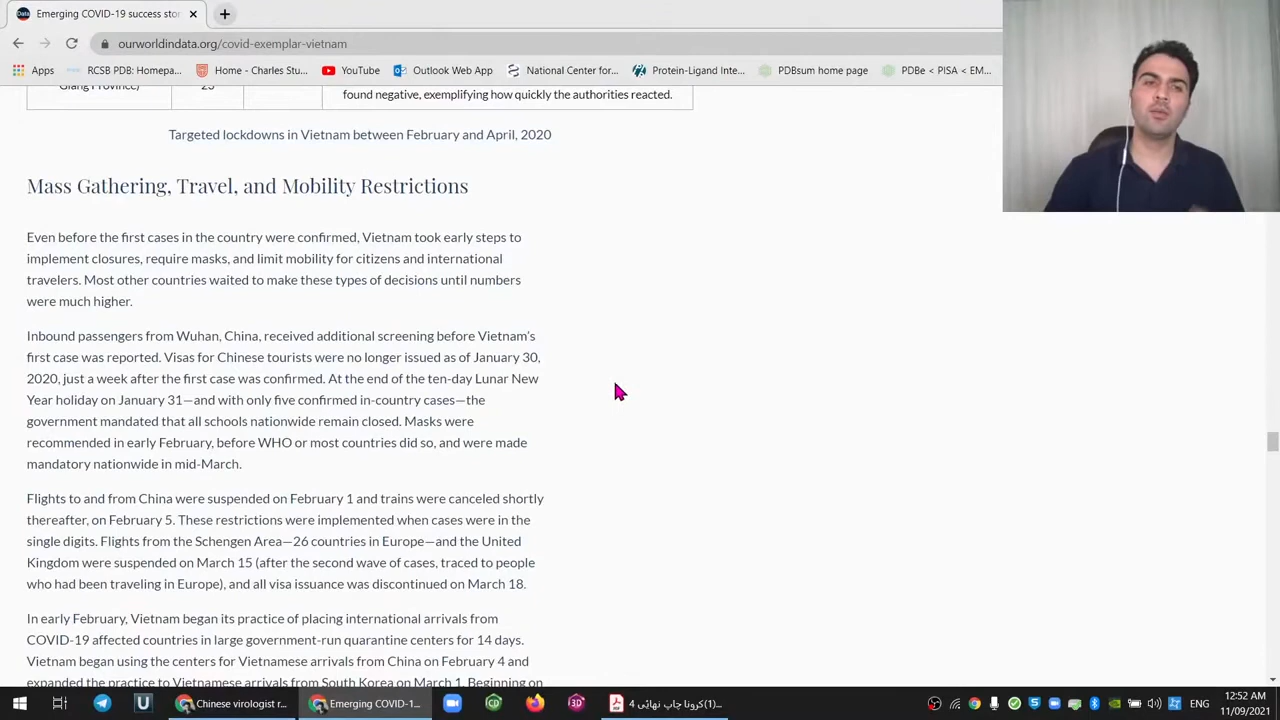 Emerging COVID-19 success stor
ourworldindata.org/covid-exemplar-vietnam
Apps
RCSB PDB: Homepa...
Home - Charles Stu...
YouTube
Outlook Web App
National Center for...
Protein-Ligand Inte...
PDBsum home page
PDBe < PISA < EM...
Giang Province)
23
found negative, exemplifying how quickly the authorities reacted.
Targeted lockdowns in Vietnam between February and April, 2020
Mass Gathering, Travel, and Mobility Restrictions
Even before the first cases in the country were confirmed, Vietnam took early steps to
implement closures, require masks, and limit mobility for citizens and international
travelers. Most other countries waited to make these types of decisions until numbers
were much higher.
Inbound passengers from Wuhan, China, received additional screening before Vietnam's
first case was reported. Visas for Chinese tourists were no longer issued as of January 30,
2020, just a week after the first case was confirmed. At the end of the ten-day Lunar New
Year holiday on January 31—and with only five confirmed in-country cases—the
government mandated that all schools nationwide remain closed. Masks were
recommended in early February, before WHO or most countries did so, and were made
mandatory nationwide in mid-March.
Flights to and from China were suspended on February 1 and trains were canceled shortly
thereafter, on February 5. These restrictions were implemented when cases were in the
single digits. Flights from the Schengen Area—26 countries in Europe—and the United
Kingdom were suspended on March 15 (after the second wave of cases, traced to people
who had been traveling in Europe), and all visa issuance was discontinued on March 18.
In early February, Vietnam began its practice of placing international arrivals from
COVID-19 affected countries in large government-run quarantine centers for 14 days.
Vietnam began using the centers for Vietnamese arrivals from China on February 4 and
expanded the practice to Vietnamese arrivals from South Korea on March 1. Beginning on
Chinese virologist r...
Emerging COVID-1...
کرونا چاپ نهایی 4(1)...
ENG
12:52 AM
11/09/2021